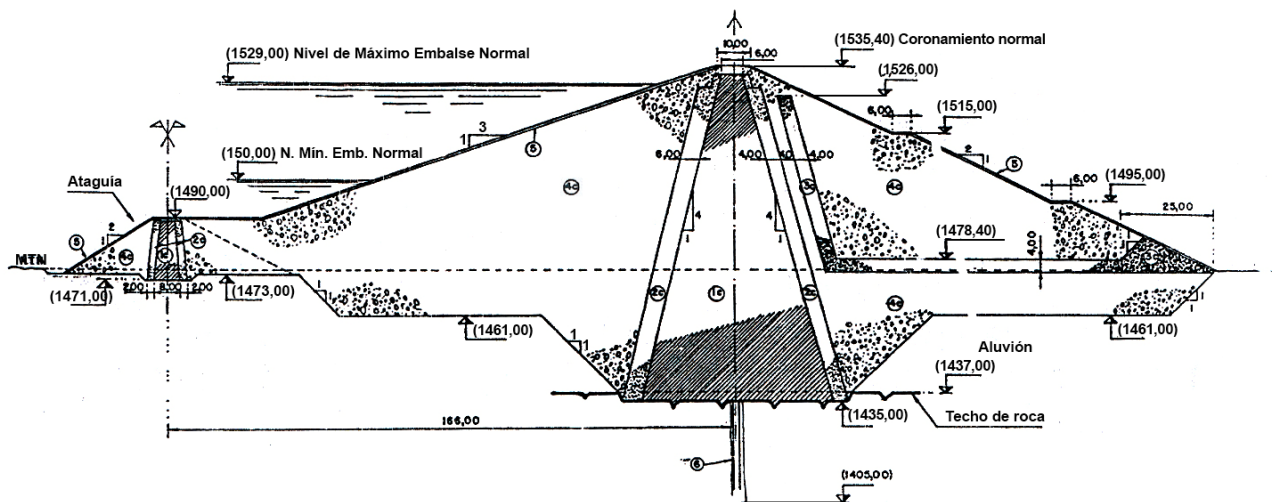 (1529,00) Nivel de Máximo Embalse Normal
10,00
6,00
(1535,40) Coronamiento normal
(1526,00)
6,00
(1515,00)
1 3
5
2
1
5
(150,00) N. Mín. Emb. Normal
6,00
4,00
4,00
4c
3c
4c
6,00
(1495,00)
25,00
Ataguía
(1490,00)
2
1
5
4c
2c
4
1
4
1
(1478,40)
4,00
MTN
(1471,00)
2,00
8,00
2,00
(1473,00)
1
1
2c
1c
2c
4c
1
1
(1461,00)
1
1
(1461,00)
Aluvión
(1437,00)
(1435,00)
Techo de roca
166,00
6
(1405,00)